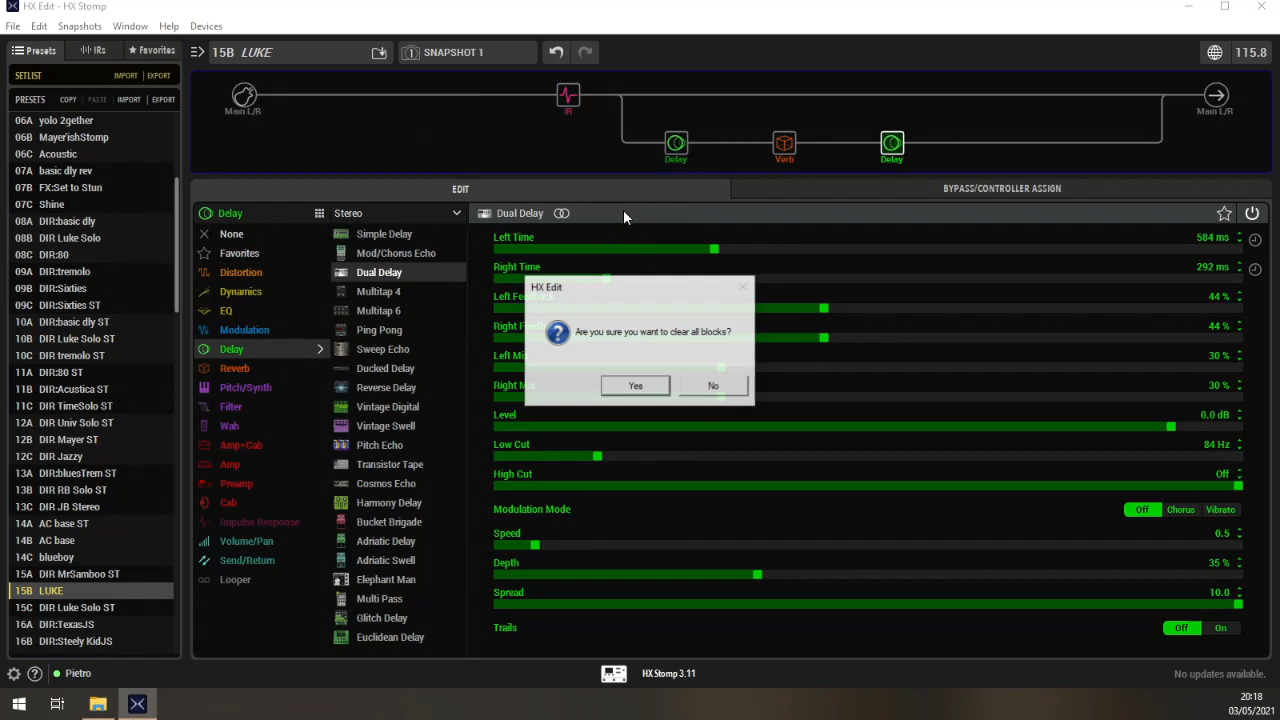 HX Edit - HX Stomp
File Edit Snapshots Window Help Devices
Presets IRs Favorites
15B LUKE
SNAPSHOT 1
115.8
SETLIST IMPORT | EXPORT
PRESETS COPY PASTE IMPORT | EXPORT
06A yolo 2gether
06B Mayer'ishStomp
06C Acoustic
07A basic dly rev
07B FX:Set to Stun
07C Shine
08A DIR:basic dly
08B DIR Luke Solo
08C DIR:80
09A DIR:tremolo
09B DIR:Sixties
09C DIR:Sixties ST
10A DIR:basic dly ST
10B DIR Luke Solo ST
10C DIR tremolo ST
11A DIR:80 ST
11B DIR:Acustica ST
11C DIR TimeSolo ST
12A DIR Univ Solo ST
12B DIR Mayer ST
12C DIR Jazzy
13A DIR:bluesTrem ST
13B DIR RB Solo ST
13C DIR JB Stereo
14A AC base ST
14B AC base
14C blueboy
15A DIR MrSamboo ST
15B LUKE
15C DIR Luke Solo ST
16A DIR:TexasJS
16B DIR:Steely KidJS
Main L/R
IR
Main L/R
Delay
Verb
Delay
EDIT
BYPASS/CONTROLLER ASSIGN
Delay
None
Favorites
Distortion
Dynamics
EQ
Modulation
Delay
Reverb
Pitch/Synth
Filter
Wah
Amp+Cab
Amp
Preamp
Cab
Impulse Response
Volume/Pan
Send/Return
Looper
Stereo
Simple Delay
Mod/Chorus Echo
Dual Delay
Multitap 4
Multitap 6
Ping Pong
Sweep Echo
Ducked Delay
Reverse Delay
Vintage Digital
Vintage Swell
Pitch Echo
Transistor Tape
Cosmos Echo
Harmony Delay
Bucket Brigade
Adriatic Delay
Adriatic Swell
Elephant Man
Multi Pass
Glitch Delay
Euclidean Delay
Dual Delay
Left Time 584 ms
Right Time 292 ms
Left Feedback 44 %
Right 44 %
Left Mi 30 %
Right M 30 %
Level 0.0 dB
Low Cut 84 Hz
High Cut Off
Modulation Mode Off Chorus Vibrato
Speed 0.5
Depth 35 %
Spread 10.0
Trails Off On
HX Edit
Are you sure you want to clear all blocks?
Yes No
Pietro
HX Stomp 3.11
No updates available.
20:18
03/05/2021